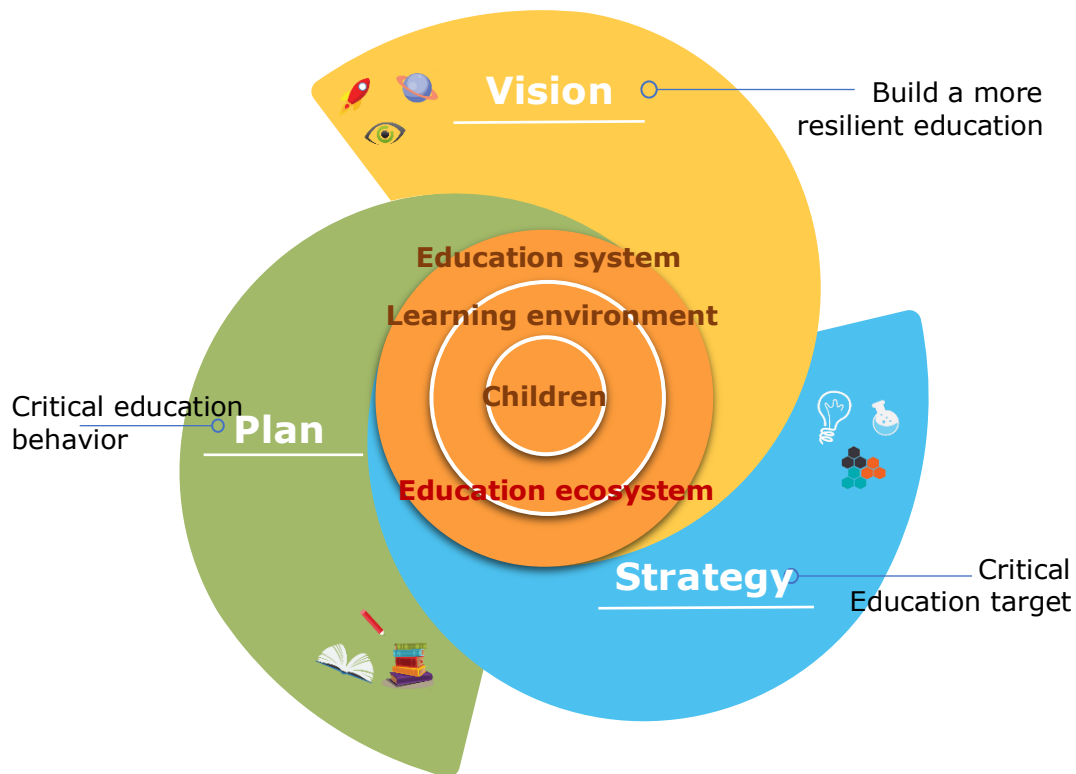 Vision
Build a more
resilient education
Education system
Learning environment
Children
Critical education
behavior
Plan
Education ecosystem
Strategy
Critical
Education target